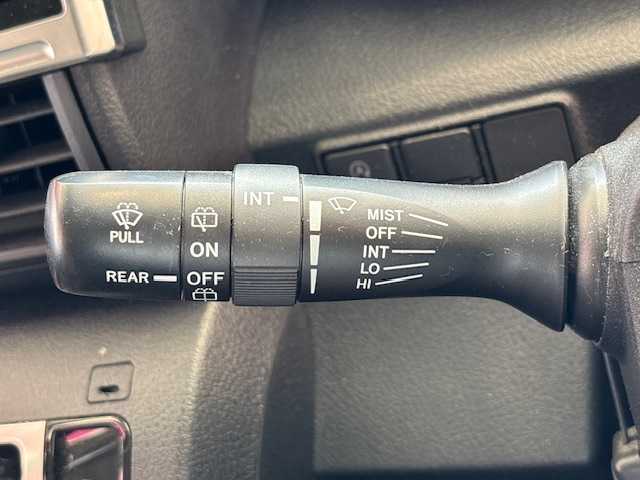 PULL
REAR
ON
OFF
INT
MIST
OFF
INT
LO
HI